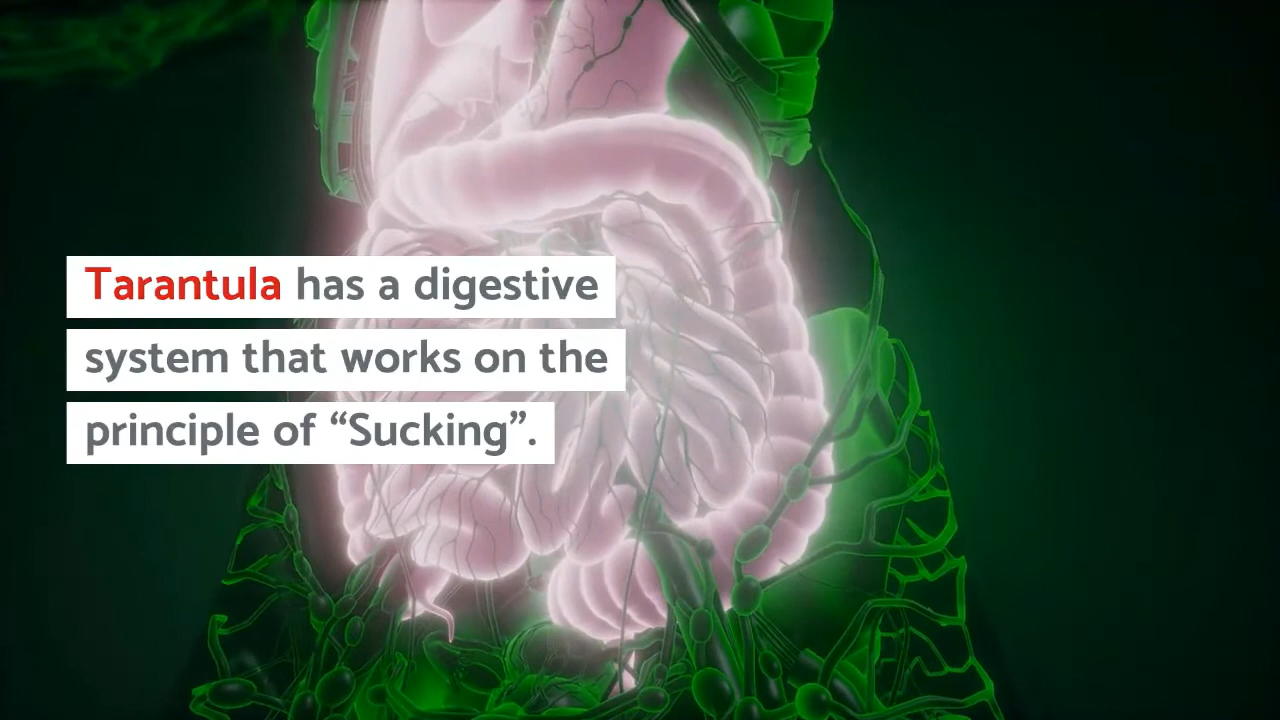 Tarantula has a digestive
system that works on the
principle of “Sucking”.